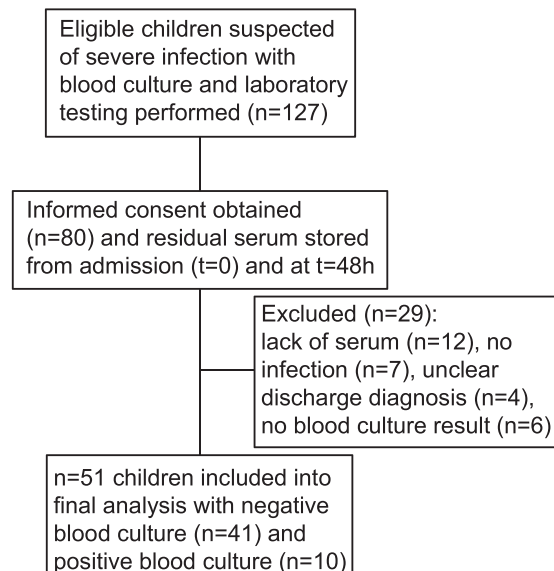 Eligible children suspected
of severe infection with
blood culture and laboratory
testing performed (n=127)
Informed consent obtained
(n=80) and residual serum stored
from admission (t=0) and at t=48h
Excluded (n=29):
lack of serum (n=12), no
infection (n=7), unclear
discharge diagnosis (n=4),
no blood culture result (n=6)
n=51 children included into
final analysis with negative
blood culture (n=41) and
positive blood culture (n=10)